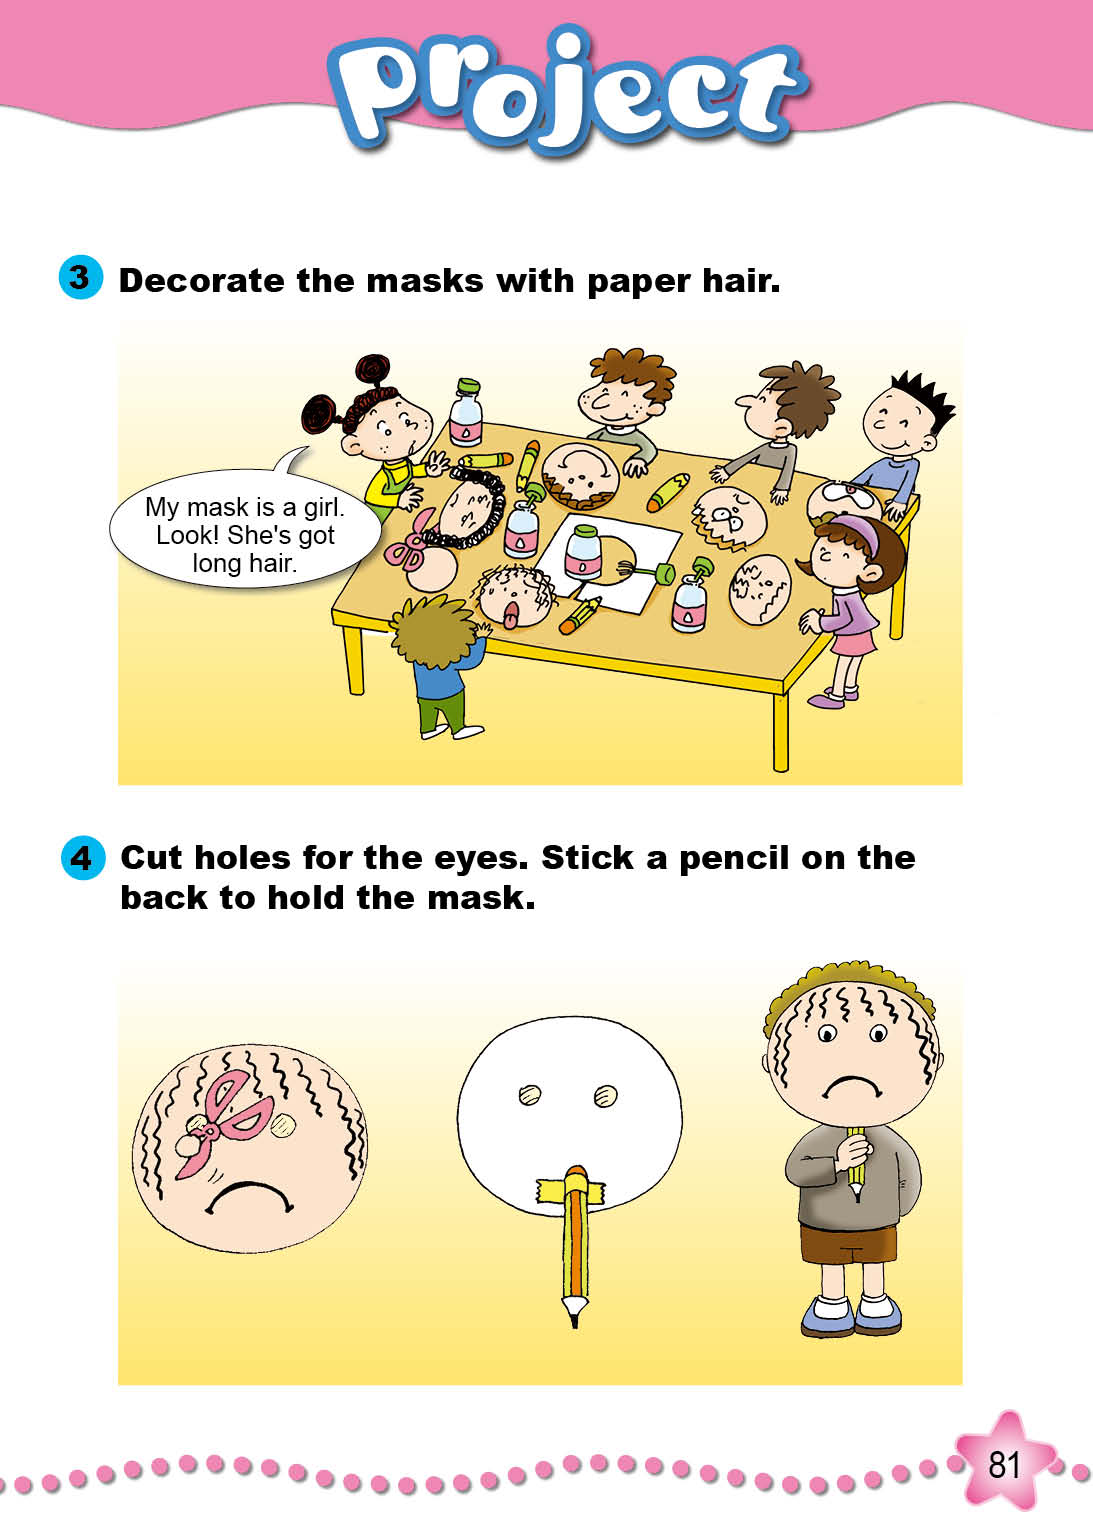 project
3 Decorate the masks with paper hair.
My mask is a girl.
Look! She's got
long hair.
4 Cut holes for the eyes. Stick a pencil on the
back to hold the mask.
81